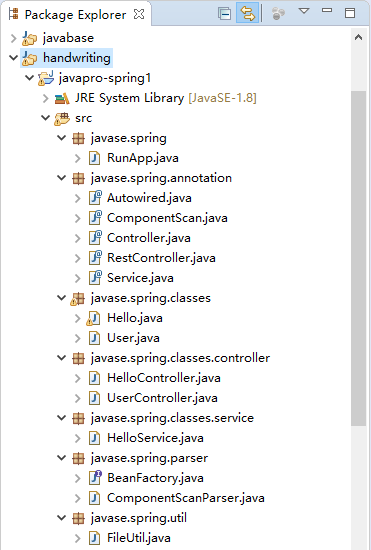 Package Explorer
javabase
handwriting
javapro-spring1
JRE System Library [JavaSE-1.8]
src
javase.spring
RunApp.java
javase.spring.annotation
Autowired.java
ComponentScan.java
Controller.java
RestController.java
Service.java
javase.spring.classes
Hello.java
User.java
javase.spring.classes.controller
HelloController.java
UserController.java
javase.spring.classes.service
HelloService.java
javase.spring.parser
BeanFactory.java
ComponentScanParser.java
javase.spring.util
FileUtil.java